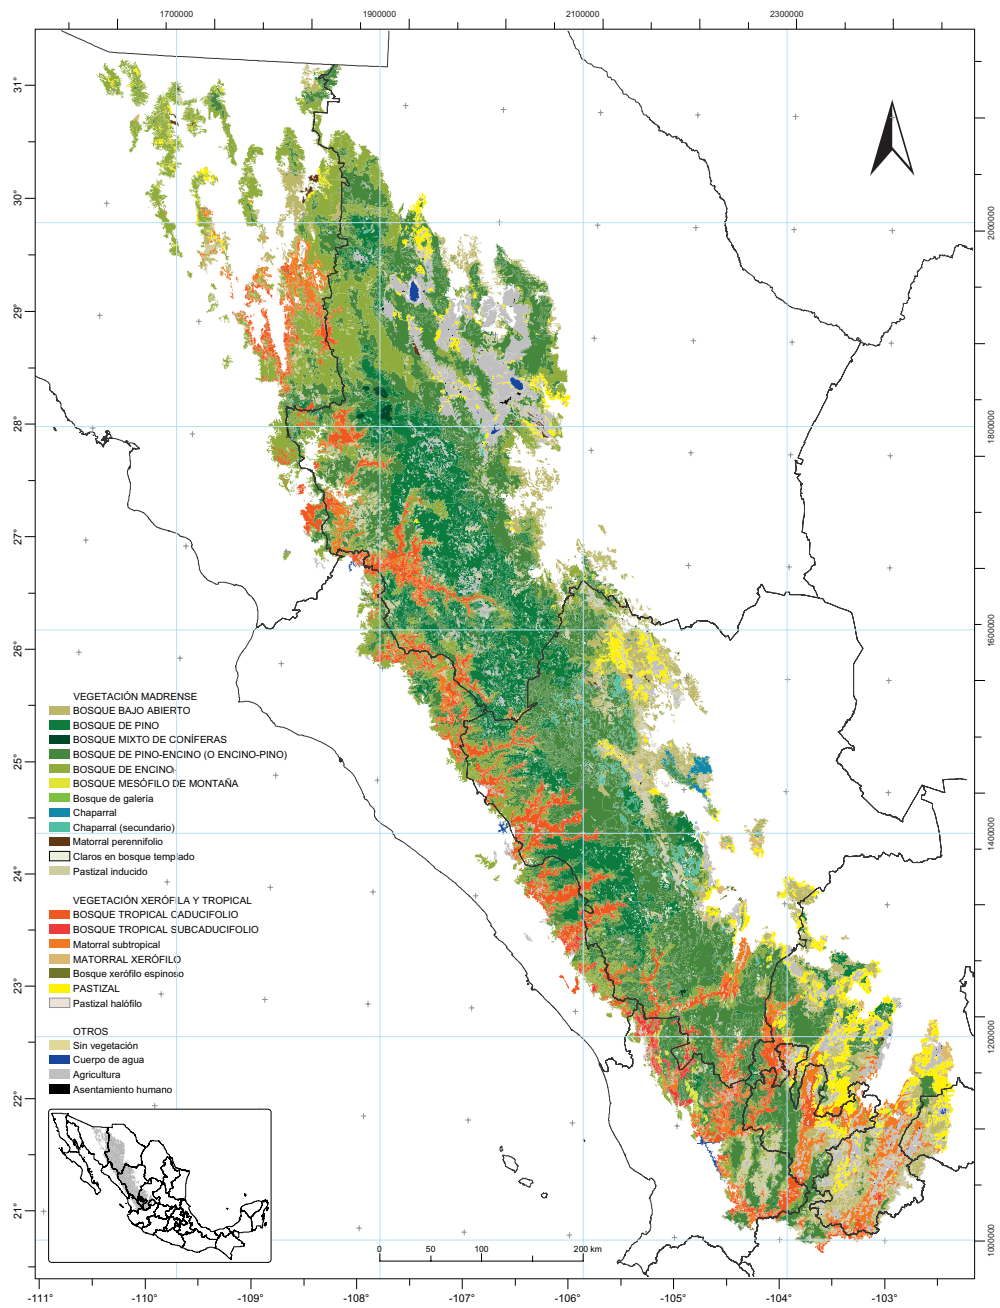 1700000 1900000 2100000 2300000
31°
30°
29°
28°
27°
26°
25°
24°
23°
22°
21°
2000000
1800000
1600000
1400000
1200000
1000000
VEGETACIÓN MADRENSE
BOSQUE BAJO ABIERTO
BOSQUE DE PINO
BOSQUE MIXTO DE CONÍFERAS
BOSQUE DE PINO-ENCINO (O ENCINO-PINO)
BOSQUE DE ENCINO
BOSQUE MESÓFILO DE MONTAÑA
Bosque de galería
Chaparral
Chaparral (secundario)
Matorral perennifolio
Claros en bosque templado
Pastizal inducido
VEGETACIÓN XERÓFILA Y TROPICAL
BOSQUE TROPICAL CADUCIFOLIO
BOSQUE TROPICAL SUBCADUCIFOLIO
Matorral subtropical
MATORRAL XERÓFILO
Bosque xerófilo espinoso
PASTIZAL
Pastizal halófilo
OTROS
Sin vegetación
Cuerpo de agua
Agricultura
Asentamiento humano
0 50 100 200 km
-111° -110° -109° -108° -107° -106° -105° -104° -103°